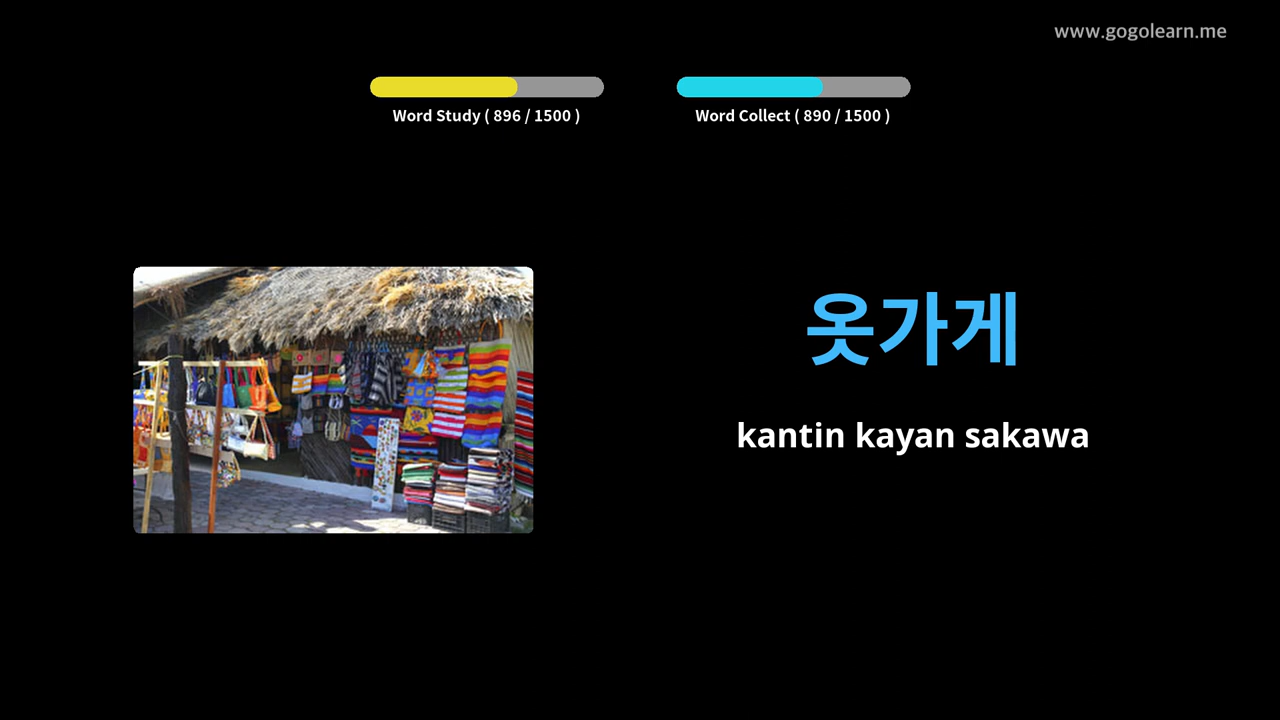 www.gogolearn.me
Word Study ( 896 / 1500 )
Word Collect ( 890 / 1500 )
옷가게
kantin kayan sakawa